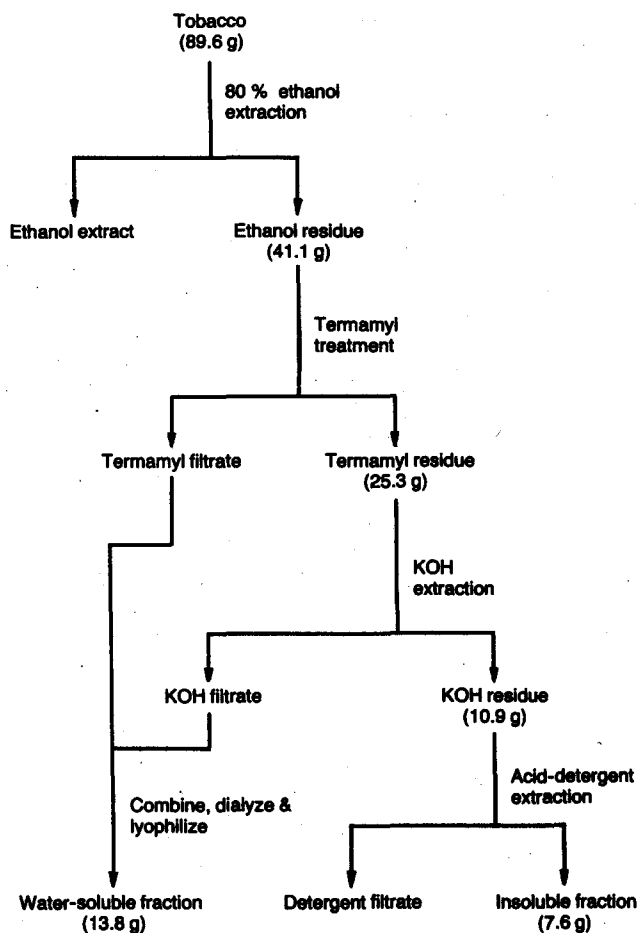 Tobacco
(89.6 g)
80 % ethanol
extraction
Ethanol extract
Ethanol residue
(41.1 g)
Termamyl
treatment
Termamyl filtrate
Termamyl residue
(25.3 g)
KOH
extraction
KOH filtrate
KOH residue
(10.9 g)
Combine, dialyze &
lyophilize
Acid-detergent
extraction
Water-soluble fraction
(13.8 g)
Detergent filtrate
Insoluble fraction
(7.6 g)